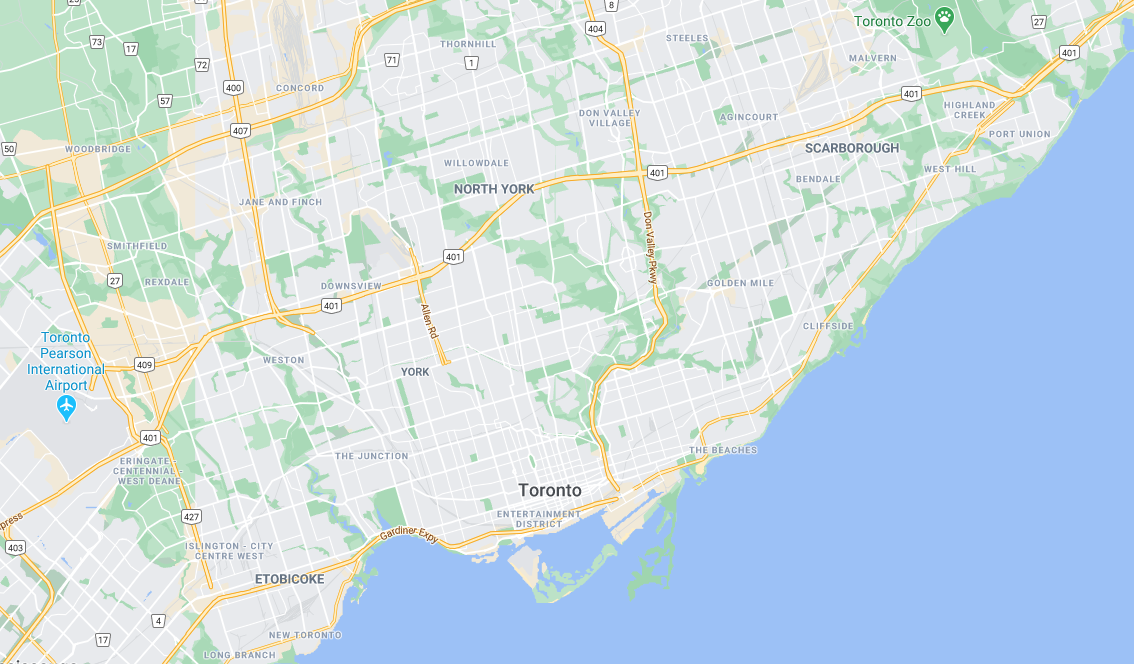 Toronto Zoo
8
27
404
73
17
STEELES
THORNHILL
401
72
71
1
MALVERN
400
CONCORD
401
57
HIGHLAND
CREEK
DON VALLEY
VILLAGE
AGINCOURT
407
PORT UNION
50
WOODBRIDGE
SCARBOROUGH
WILLOWDALE
401
WEST HILL
BENDALE
NORTH YORK
JANE AND FINCH
Don Valley Pkwy
SMITHFIELD
401
27
REXDALE
DOWNSVIEW
GOLDEN MILE
401
Allen Rd
CLIFFSIDE
Toronto
Pearson
International
Airport
WESTON
409
YORK
401
THE JUNCTION
THE BEACHES
ERINGATE -
CENTENNIAL -
WEST DEANE
Toronto
427
ENTERTAINMENT
DISTRICT
press
Gardiner Expy
403
ISLINGTON - CITY
CENTRE WEST
ETOBICOKE
4
17
NEW TORONTO
LONG BRANCH